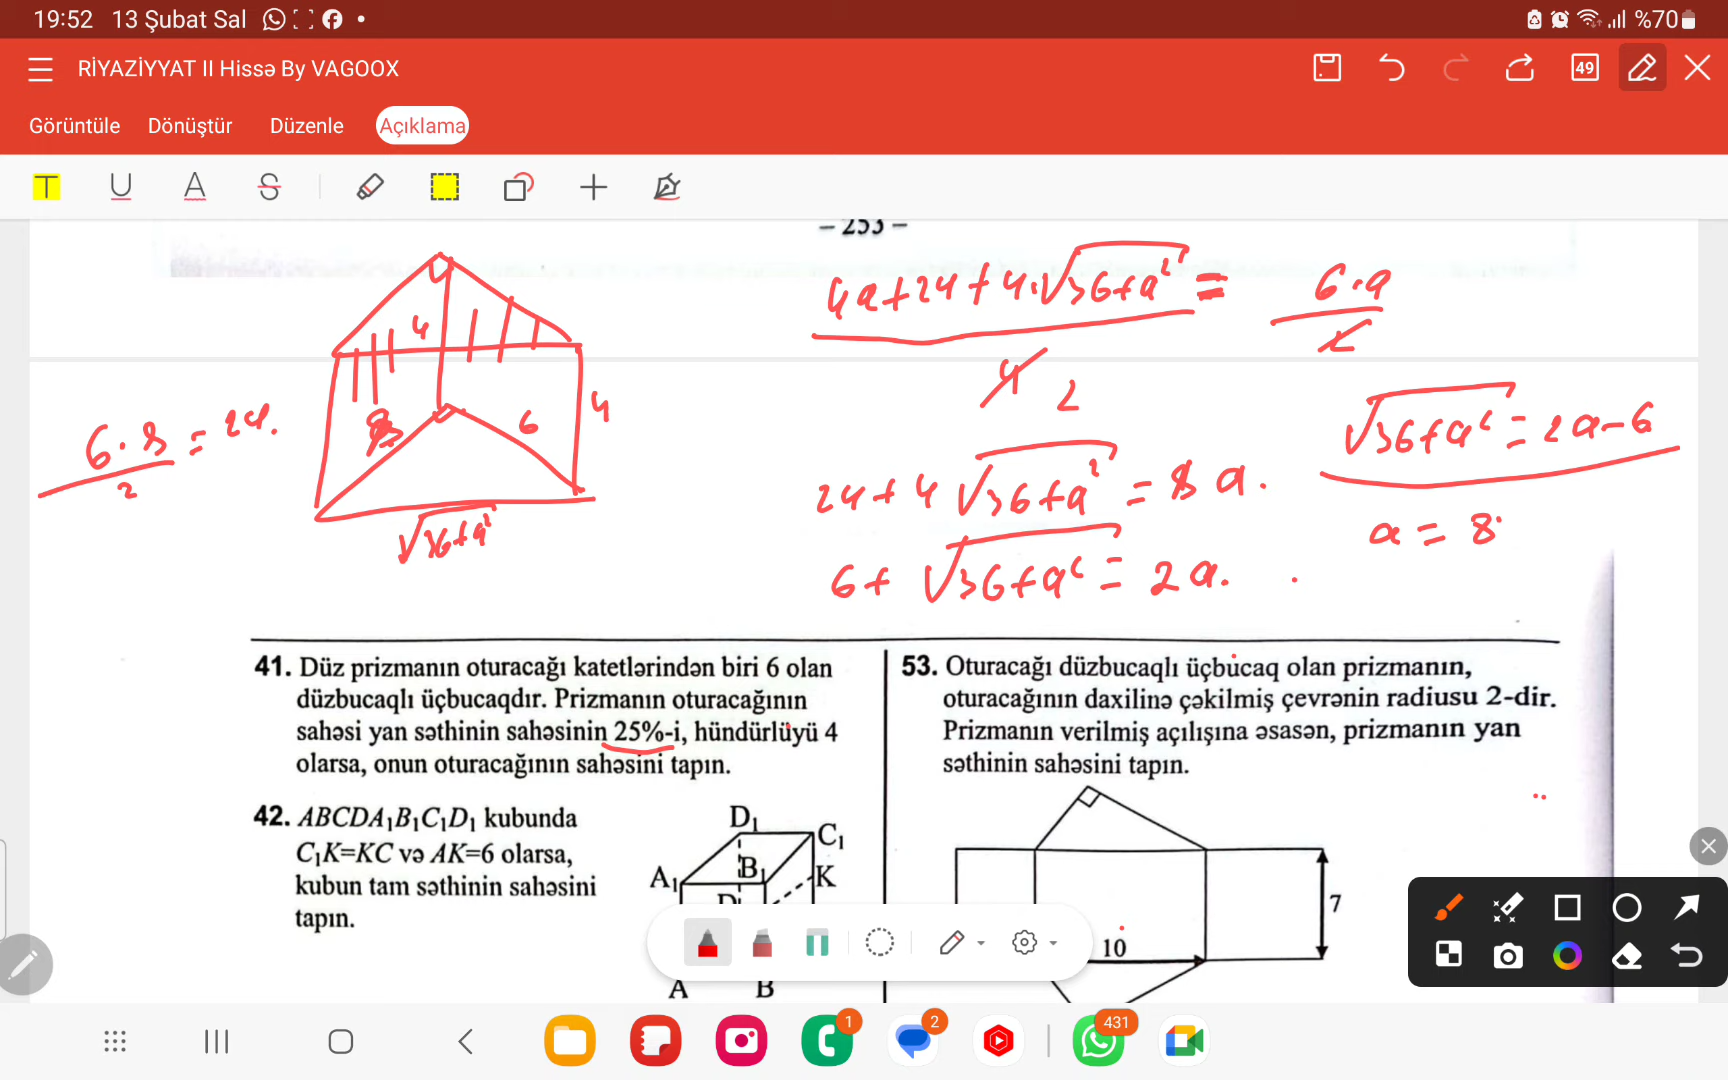 19:52 13 Şubat Sal
%70
RİYAZİYYAT II Hissə By VAGOOX
49
Görüntüle Dönüştür Düzenle Açıklama
– 253 –
4a+24+4·√36+a² = 6·a
4 2 2
6·8 = 24.
2
4
8 6 4
√36+a²
√36+a² = 2a-6
24+4√36+a² = 8a.
a = 8
6+√36+a² = 2a.
41. Düz prizmanın oturacağı katetlərindən biri 6 olan
düzbucaqlı üçbucaqdır. Prizmanın oturacağının
sahəsi yan səthinin sahəsinin 25%-i, hündürlüyü 4
olarsa, onun oturacağının sahəsini tapın.
42. ABCDA₁B₁C₁D₁ kubunda
C₁K=KC və AK=6 olarsa,
kubun tam səthinin sahəsini
tapın.
D₁
C₁
B₁
A₁ K
D
A B
53. Oturacağı düzbucaqlı üçbucaq olan prizmanın,
oturacağının daxilinə çəkilmiş çevrənin radiusu 2-dir.
Prizmanın verilmiş açılışına əsasən, prizmanın yan
səthinin sahəsini tapın.
7
10
1
2
431